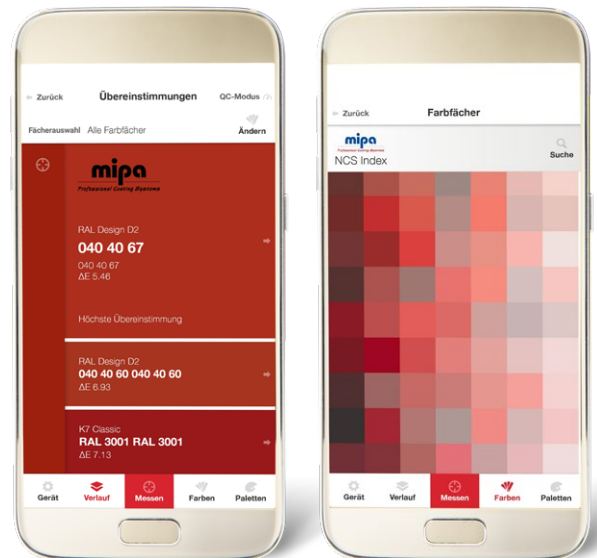 Zurück
Übereinstimmungen
QC-Modus
Fächerauswahl Alle Farbfächer
Ändern
mipa
Professional Coating Systems
RAL Design D2
040 40 67
040 40 67
ΔE 5.46
Höchste Übereinstimmung
RAL Design D2
040 40 60 040 40 60
ΔE 6.93
K7 Classic
RAL 3001 RAL 3001
ΔE 7.13
Gerät
Verlauf
Messen
Farben
Paletten
Zurück
Farbfächer
mipa
Professional Coating Systems
NCS Index
Suche
Gerät
Verlauf
Messen
Farben
Paletten